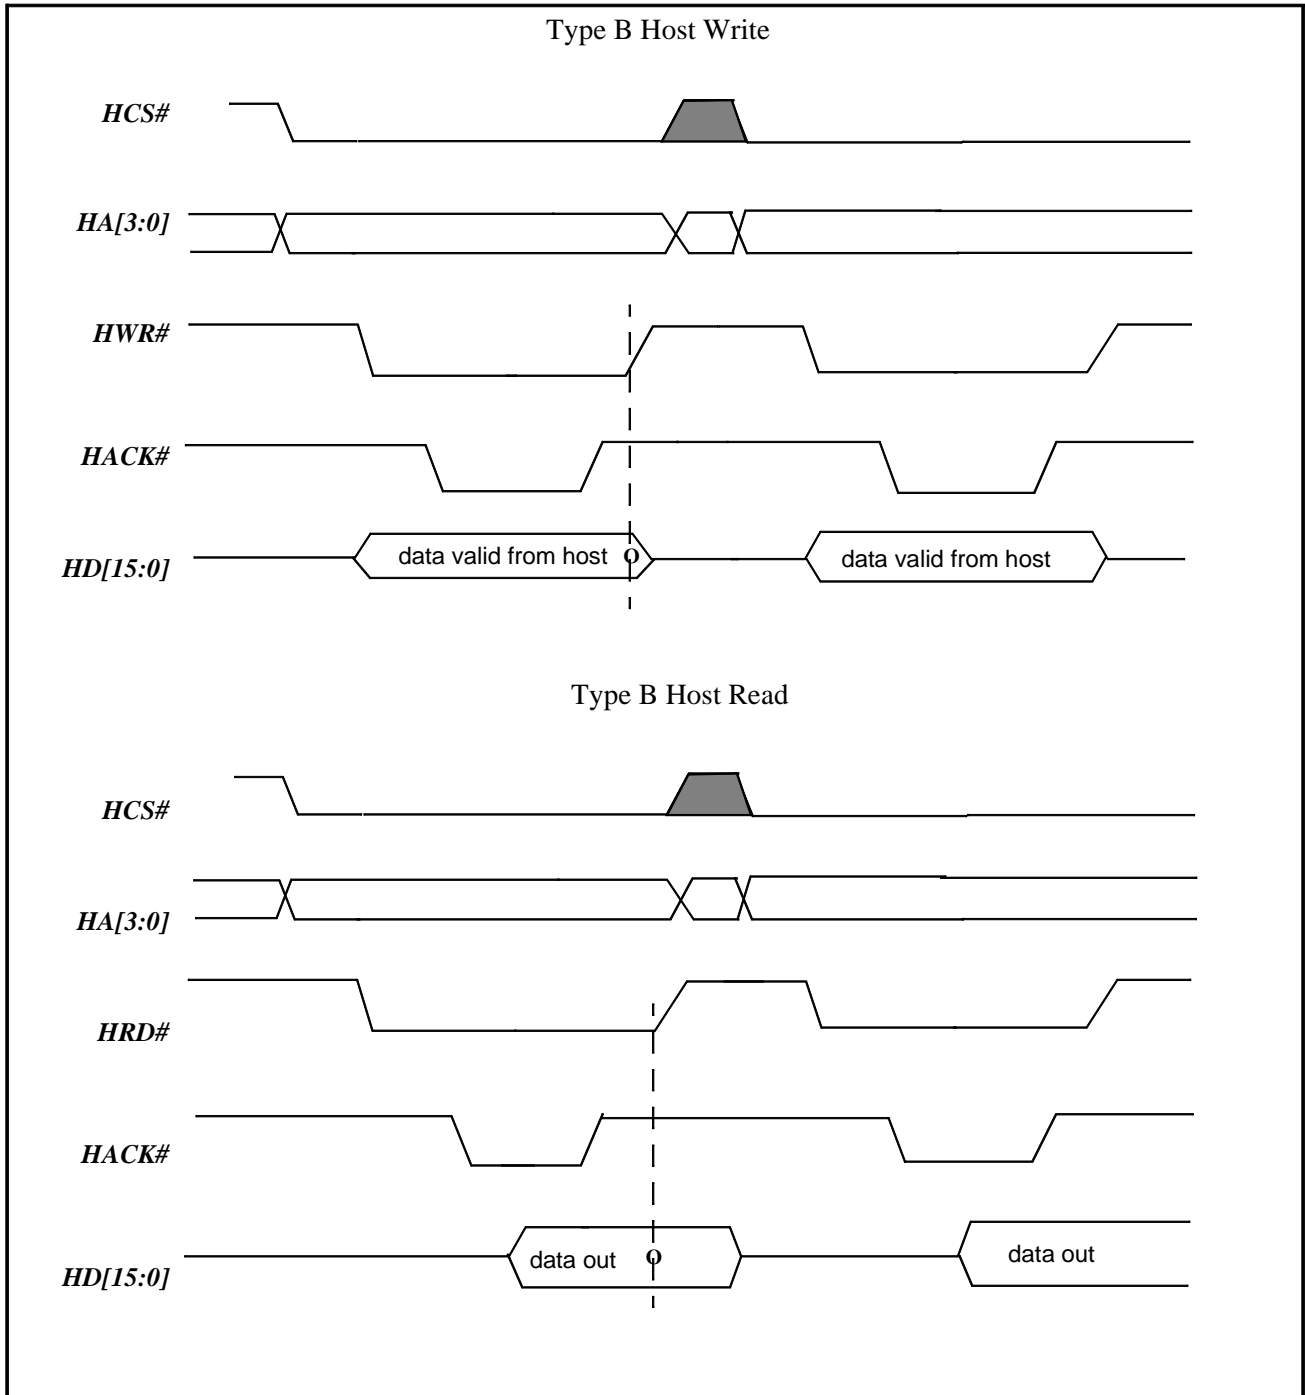 Type B Host Write
HCS#
HA[3:0]
HWR#
HACK#
data valid from host O data valid from host
HD[15:0]
Type B Host Read
HCS#
HA[3:0]
HRD#
HACK#
data out O data out
HD[15:0]